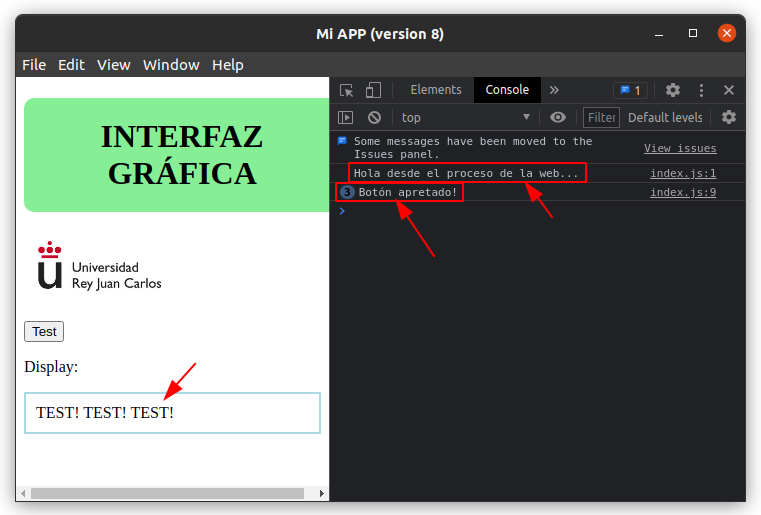 Mi APP (version 8)
File Edit View Window Help
INTERFAZ
GRÁFICA
u Universidad
Rey Juan Carlos
Test
Display:
TEST! TEST! TEST!
Elements Console » 1
top Filter Default levels
Some messages have been moved to the
Issues panel.
View issues
Hola desde el proceso de la web... index.js:1
3 Botón apretado! index.js:9